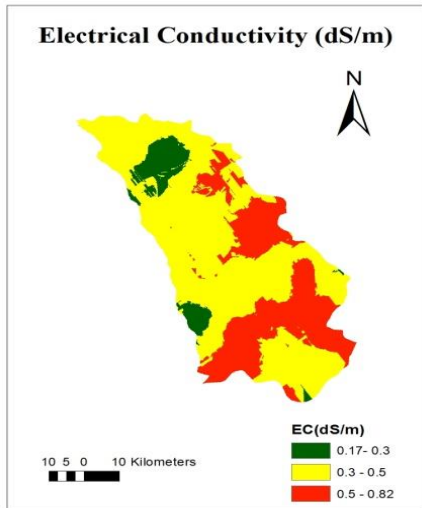 Electrical Conductivity (dS/m)
N
10 5 0 10 Kilometers
EC(dS/m)
0.17- 0.3
0.3 - 0.5
0.5 - 0.82